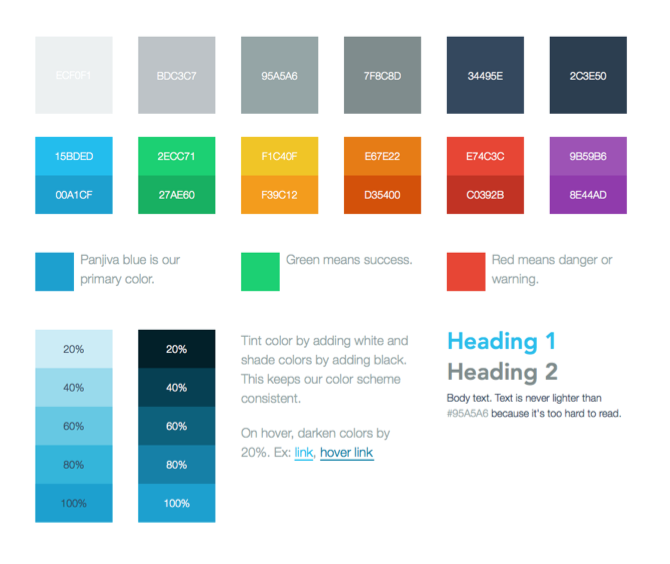 ECF0F1
BDC3C7
95A5A6
7F8C8D
34495E
2C3E50
15BDED
2ECC71
F1C40F
E67E22
E74C3C
9B59B6
00A1CF
27AE60
F39C12
D35400
C0392B
8E44AD
Panjiva blue is our
primary color.
Green means success.
Red means danger or
warning.
20%
40%
60%
80%
100%
20%
40%
60%
80%
100%
Tint color by adding white and
shade colors by adding black.
This keeps our color scheme
consistent.
On hover, darken colors by
20%. Ex: link, hover link
Heading 1
Heading 2
Body text. Text is never lighter than
#95A5A6 because it's too hard to read.